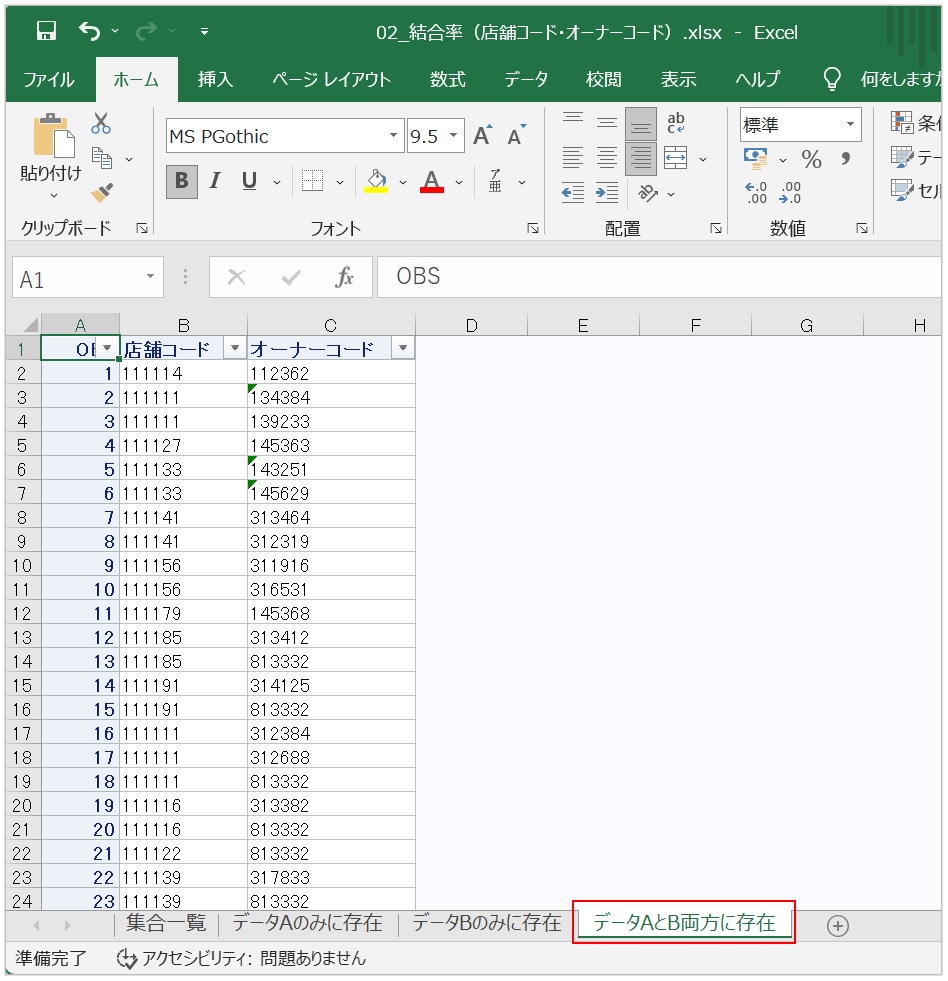 02_結合率（店舗コード・オーナーコード）.xlsx - Excel
ファイル ホーム 挿入 ページ レイアウト 数式 データ 校閲 表示 ヘルプ 何をします
貼り付け
MS PGothic 9.5 A A
B I U A 亜
ab c
標準
% ,
←.0 .00
.00 →.0
条
テー
セル
クリップボード フォント 配置 数値
A1 fx OBS
A B C D E F G H
1 店舗コード オーナーコード
2 1 111114 112362
3 2 111111 134384
4 3 111111 139233
5 4 111127 145363
6 5 111133 143251
7 6 111133 145629
8 7 111141 313464
9 8 111141 312319
10 9 111156 311916
11 10 111156 316531
12 11 111179 145368
13 12 111185 313412
14 13 111185 813332
15 14 111191 314125
16 15 111191 813332
17 16 111111 312384
18 17 111111 312688
19 18 111111 813332
20 19 111116 313382
21 20 111116 813332
22 21 111122 813332
23 22 111139 317833
24 23 111139 813332
集合一覧 データAのみに存在 データBのみに存在 データAとB両方に存在
準備完了 アクセシビリティ: 問題ありません